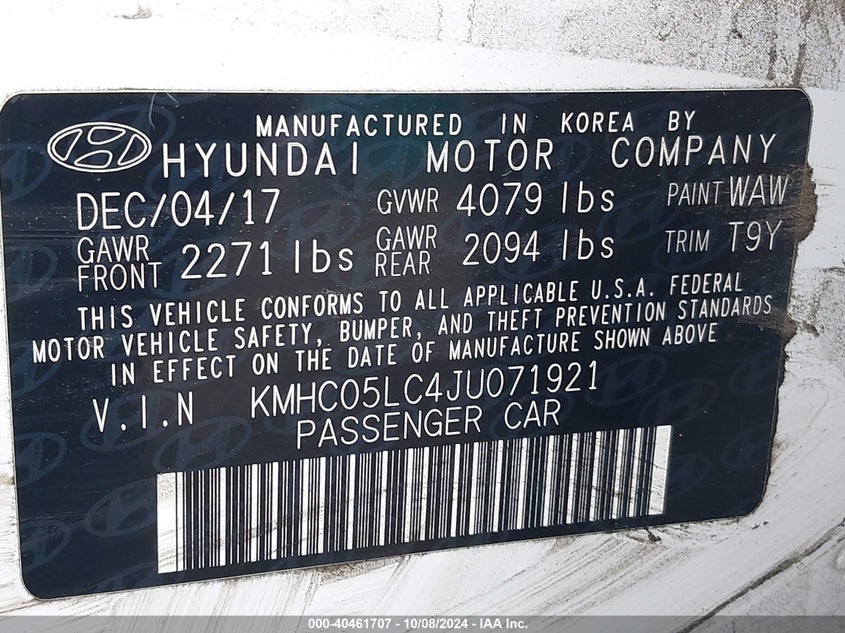 MANUFACTURED IN KOREA BY
HYUNDAI MOTOR COMPANY
DEC/04/17 GVWR 4079 lbs PAINT WAW
GAWR FRONT 2271 lbs GAWR REAR 2094 lbs TRIM T9Y
THIS VEHICLE CONFORMS TO ALL APPLICABLE U.S.A. FEDERAL
MOTOR VEHICLE SAFETY, BUMPER, AND THEFT PREVENTION STANDARDS
IN EFFECT ON THE DATE OF MANUFACTURE SHOWN ABOVE
V.I.N KMHC05LC4JU071921
PASSENGER CAR
000-40461707 - 10/08/2024 - IAA Inc.